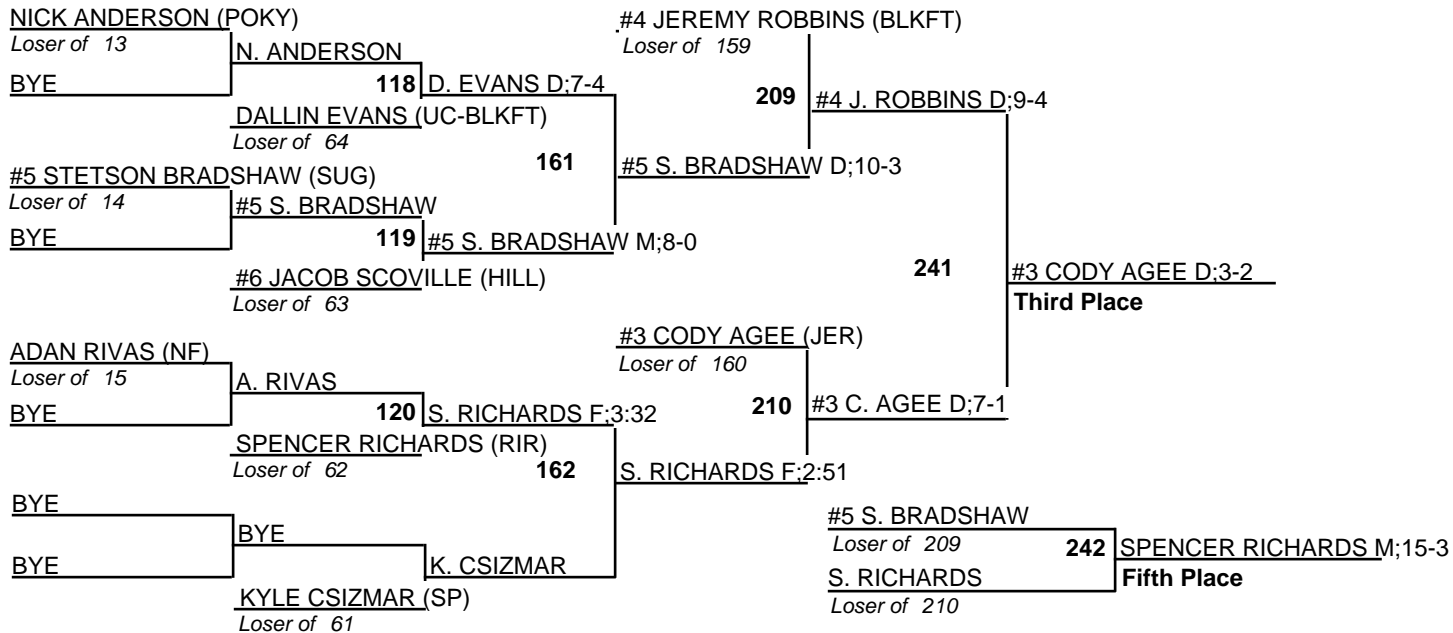 NICK ANDERSON (POKY)
Loser of 13
N. ANDERSON
BYE
118
D. EVANS D;7-4
DALLIN EVANS (UC-BLKFT)
Loser of 64
161
#5 S. BRADSHAW D;10-3
#5 STETSON BRADSHAW (SUG)
Loser of 14
#5 S. BRADSHAW
BYE
119
#5 S. BRADSHAW M;8-0
#6 JACOB SCOVILLE (HILL)
Loser of 63
ADAN RIVAS (NF)
Loser of 15
A. RIVAS
BYE
120
S. RICHARDS F;3:32
SPENCER RICHARDS (RIR)
Loser of 62
162
S. RICHARDS F;2:51
BYE
BYE
BYE
K. CSIZMAR
KYLE CSIZMAR (SP)
Loser of 61
#4 JEREMY ROBBINS (BLKFT)
Loser of 159
209
#4 J. ROBBINS D;9-4
241
#3 CODY AGEE D;3-2
Third Place
#3 CODY AGEE (JER)
Loser of 160
210
#3 C. AGEE D;7-1
#5 S. BRADSHAW
Loser of 209
242
SPENCER RICHARDS M;15-3
S. RICHARDS
Fifth Place
Loser of 210